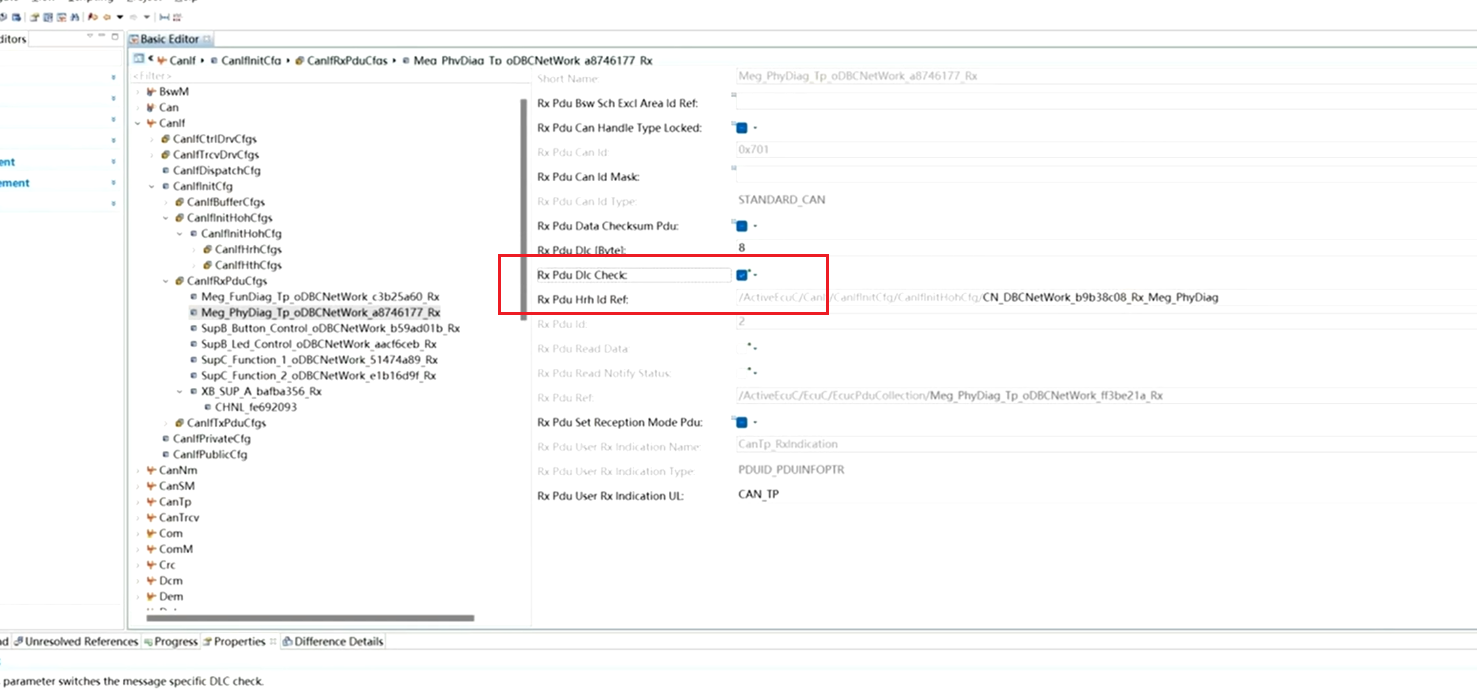 itors
ent
ement
Basic Editor
CanIf CanIfInitCfg CanIfRxPduCfgs Meg_PhyDiag_Tp_oDBCNetWork_a8746177_Rx
<Filter>
BswM
Can
CanIf
CanIfCtrlDrvCfgs
CanIfTrcvDrvCfgs
CanIfDispatchCfg
CanIfInitCfg
CanIfBufferCfgs
CanIfInitHohCfgs
CanIfInitHohCfg
CanIfHrhCfgs
CanIfHthCfgs
CanIfRxPduCfgs
Meg_FunDiag_Tp_oDBCNetWork_c3b25a60_Rx
Meg_PhyDiag_Tp_oDBCNetWork_a8746177_Rx
SupB_Button_Control_oDBCNetWork_b59ad01b_Rx
SupB_Led_Control_oDBCNetWork_aacf6ceb_Rx
SupC_Function_1_oDBCNetWork_51474a89_Rx
SupC_Function_2_oDBCNetWork_e1b16d9f_Rx
XB_SUP_A_bafba356_Rx
CHNL_fe692093
CanIfTxPduCfgs
CanIfPrivateCfg
CanIfPublicCfg
CanNm
CanSM
CanTp
CanTrcv
Com
ComM
Crc
Dcm
Dem
Short Name: Meg_PhyDiag_Tp_oDBCNetWork_a8746177_Rx
Rx Pdu Bsw Sch Excl Area Id Ref:
Rx Pdu Can Handle Type Locked:
Rx Pdu Can Id: 0x701
Rx Pdu Can Id Mask:
Rx Pdu Can Id Type: STANDARD_CAN
Rx Pdu Data Checksum Pdu:
Rx Pdu Dlc [Byte]: 8
Rx Pdu Dlc Check:
Rx Pdu Hrh Id Ref: /ActiveEcuC/CanIf/CanIfInitCfg/CanIfInitHohCfg/CN_DBCNetWork_b9b38c08_Rx_Meg_PhyDiag
Rx Pdu Id: 2
Rx Pdu Read Data:
Rx Pdu Read Notify Status:
Rx Pdu Ref: /ActiveEcuC/EcuC/EcucPduCollection/Meg_PhyDiag_Tp_oDBCNetWork_ff3be21a_Rx
Rx Pdu Set Reception Mode Pdu:
Rx Pdu User Rx Indication Name: CanTp_RxIndication
Rx Pdu User Rx Indication Type: PDUID_PDUINFOPTR
Rx Pdu User Rx Indication UL: CAN_TP
d Unresolved References Progress Properties Difference Details
parameter switches the message specific DLC check.